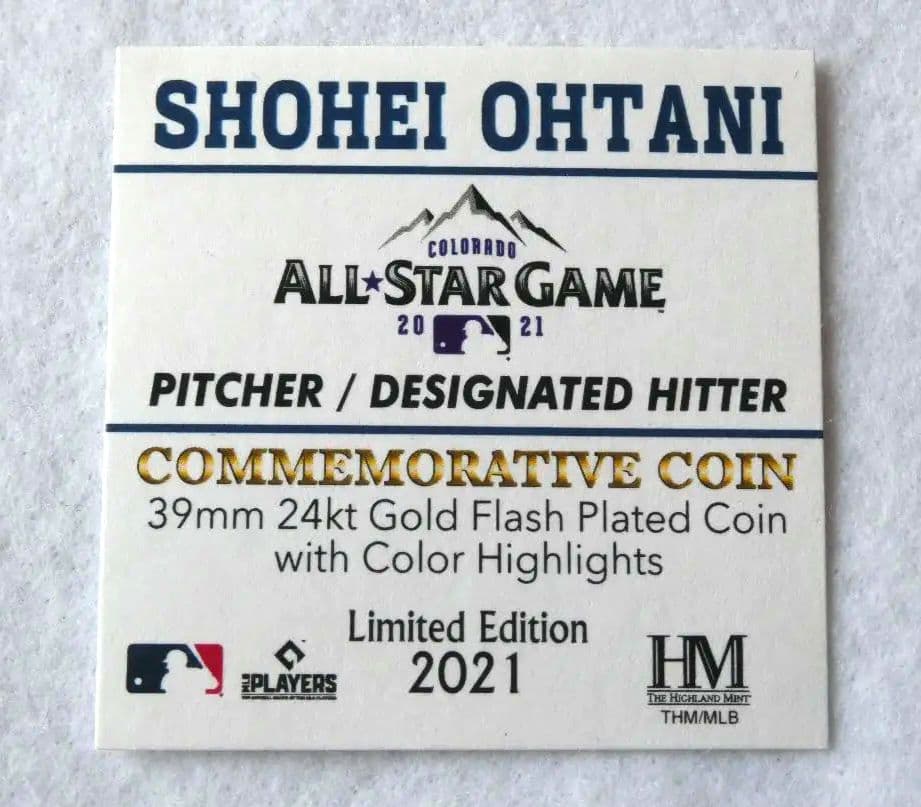 SHOHEI OHTANI
COLORADO
ALL★STAR GAME
20 21
PITCHER / DESIGNATED HITTER
COMMEMORATIVE COIN
39mm 24kt Gold Flash Plated Coin
with Color Highlights
Limited Edition
2021
MLB PLAYERS
HM
THE HIGHLAND MINT
THM/MLB